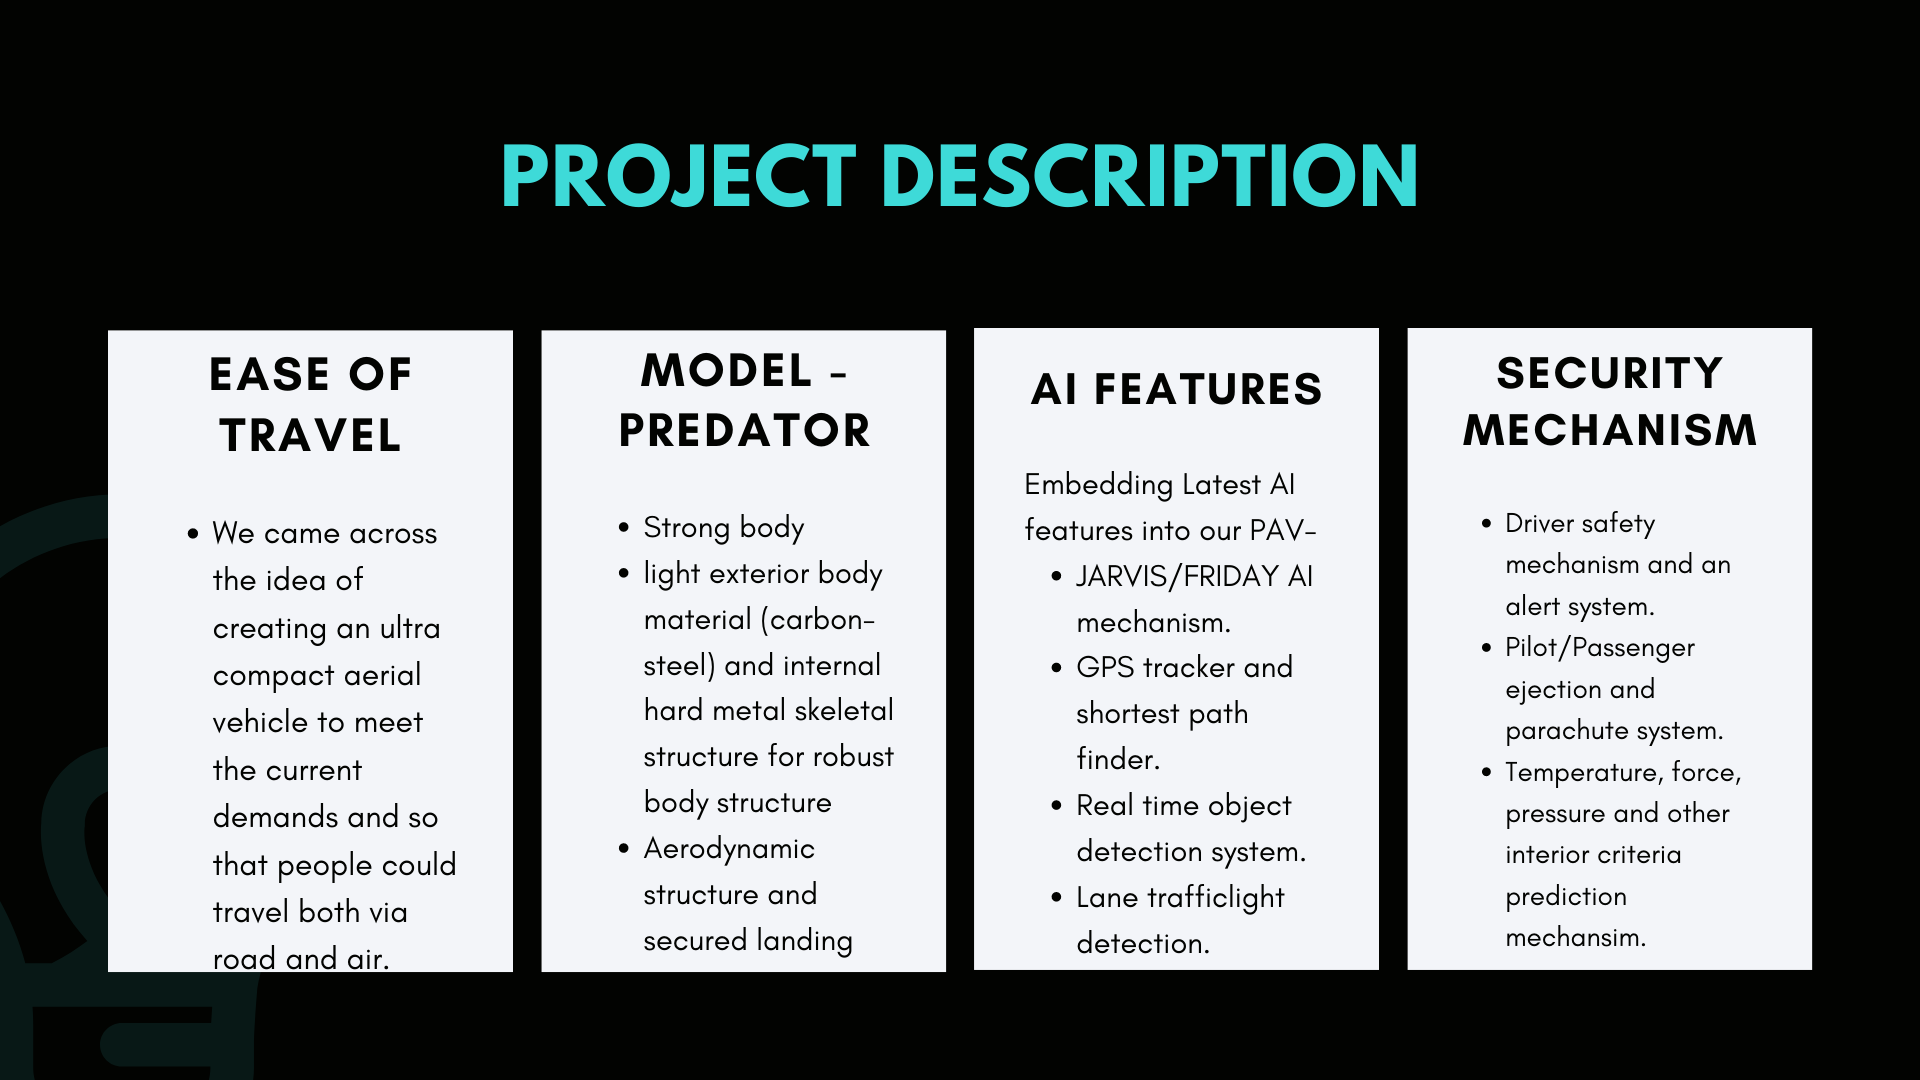 PROJECT DESCRIPTION
EASE OF
TRAVEL
• We came across
the idea of
creating an ultra
compact aerial
vehicle to meet
the current
demands and so
that people could
travel both via
road and air.
MODEL -
PREDATOR
• Strong body
• light exterior body
material (carbon-
steel) and internal
hard metal skeletal
structure for robust
body structure
• Aerodynamic
structure and
secured landing
AI FEATURES
Embedding Latest AI
features into our PAV-
• JARVIS/FRIDAY AI
mechanism.
• GPS tracker and
shortest path
finder.
• Real time object
detection system.
• Lane trafficlight
detection.
SECURITY
MECHANISM
• Driver safety
mechanism and an
alert system.
• Pilot/Passenger
ejection and
parachute system.
• Temperature, force,
pressure and other
interior criteria
prediction
mechansim.